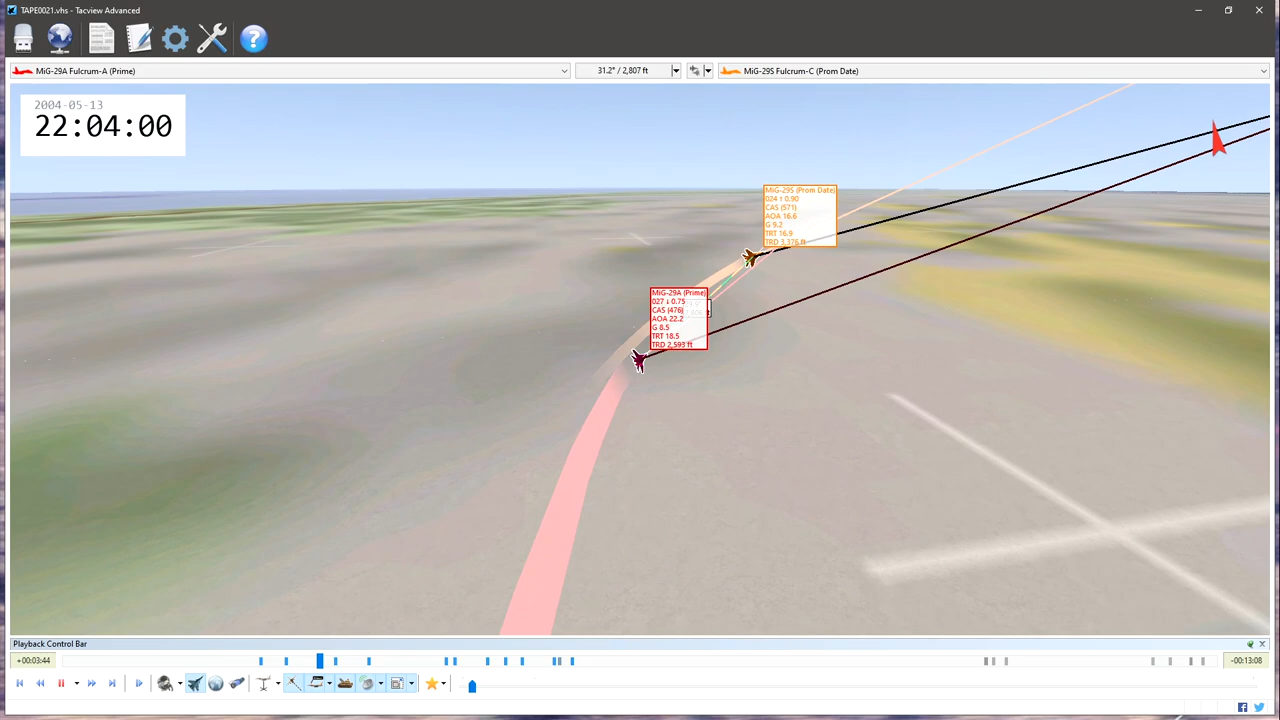 TAPE0021.vhs - Tacview Advanced
MiG-29A Fulcrum-A (Prime)
31.2° / 2,807 ft
MiG-29S Fulcrum-C (Prom Date)
2004-05-13
22:04:00
MiG-29S (Prom Date)
024 ↑ 0.90
CAS (571)
AOA 16.6
G 9.2
TRT 16.9
TRD 3,376 ft
MiG-29A (Prime)
027 ↓ 0.75
CAS (476)
AOA 22.2
G 8.5
TRT 18.5
TRD 2,593 ft
Playback Control Bar
+00:03:44
-00:13:08